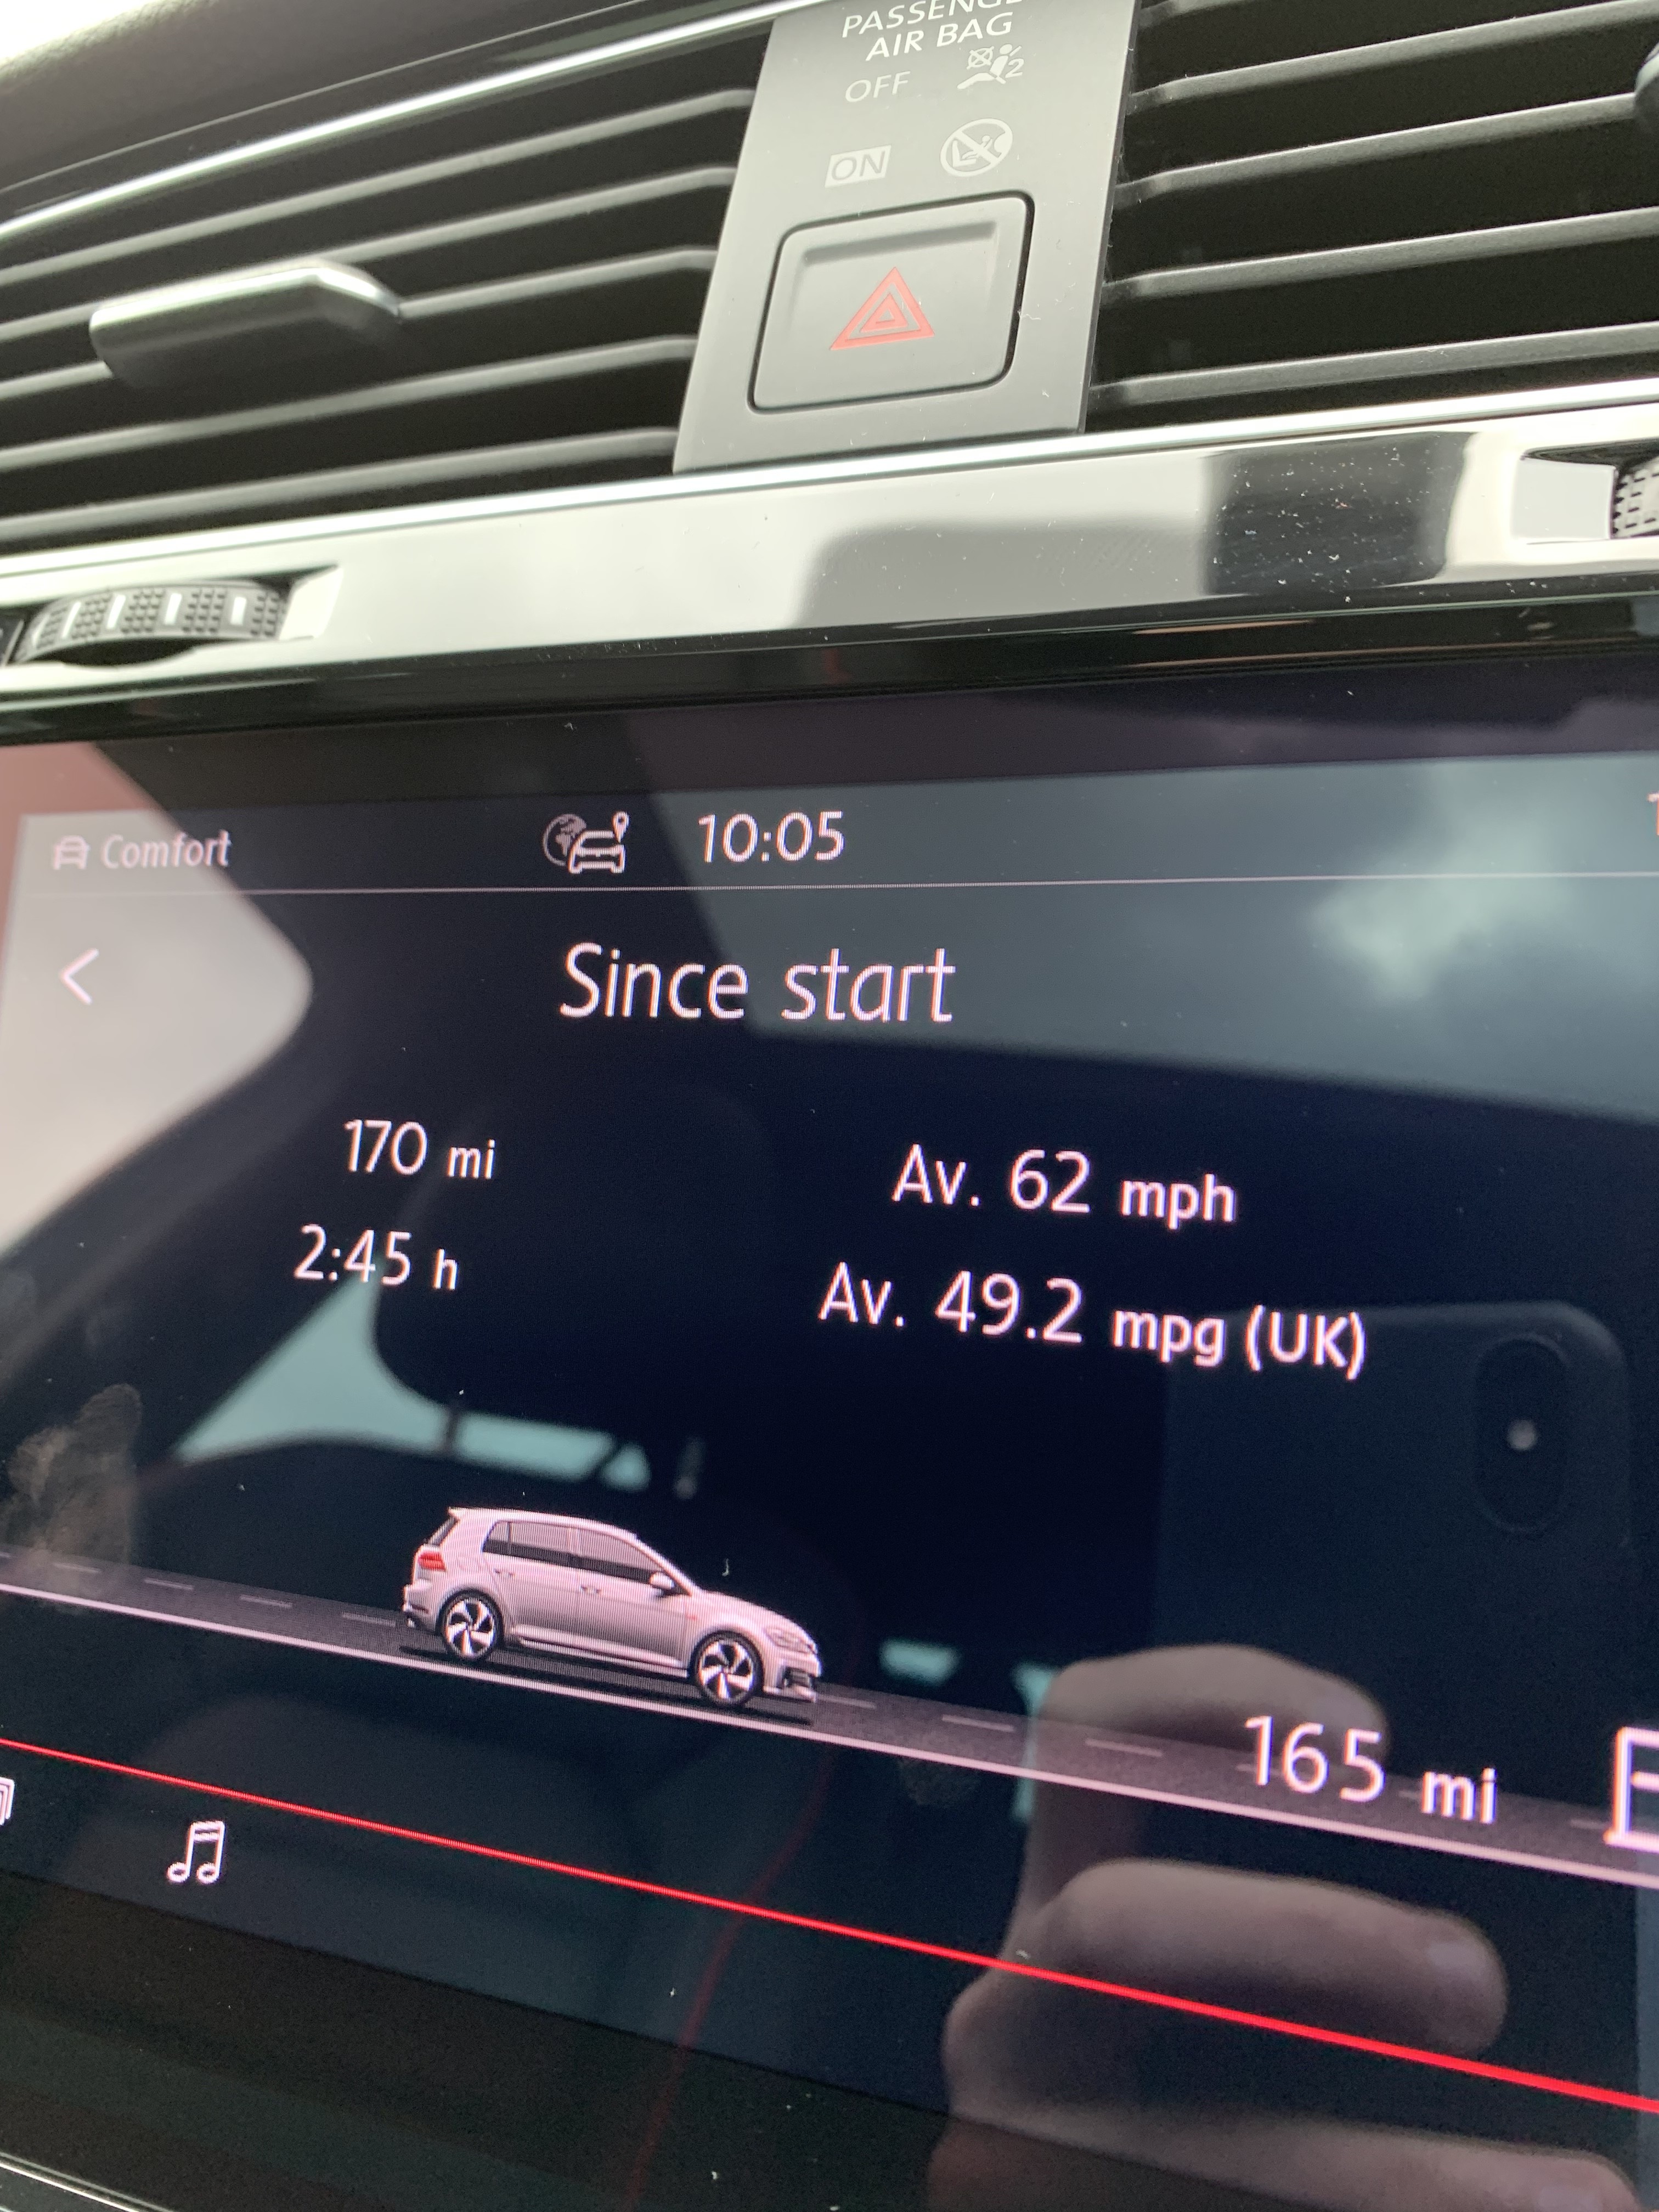 PASSENGE
AIR BAG
OFF
ON
Comfort
10:05
Since start
170 mi
Av. 62 mph
2:45 h
Av. 49.2 mpg (UK)
165 mi